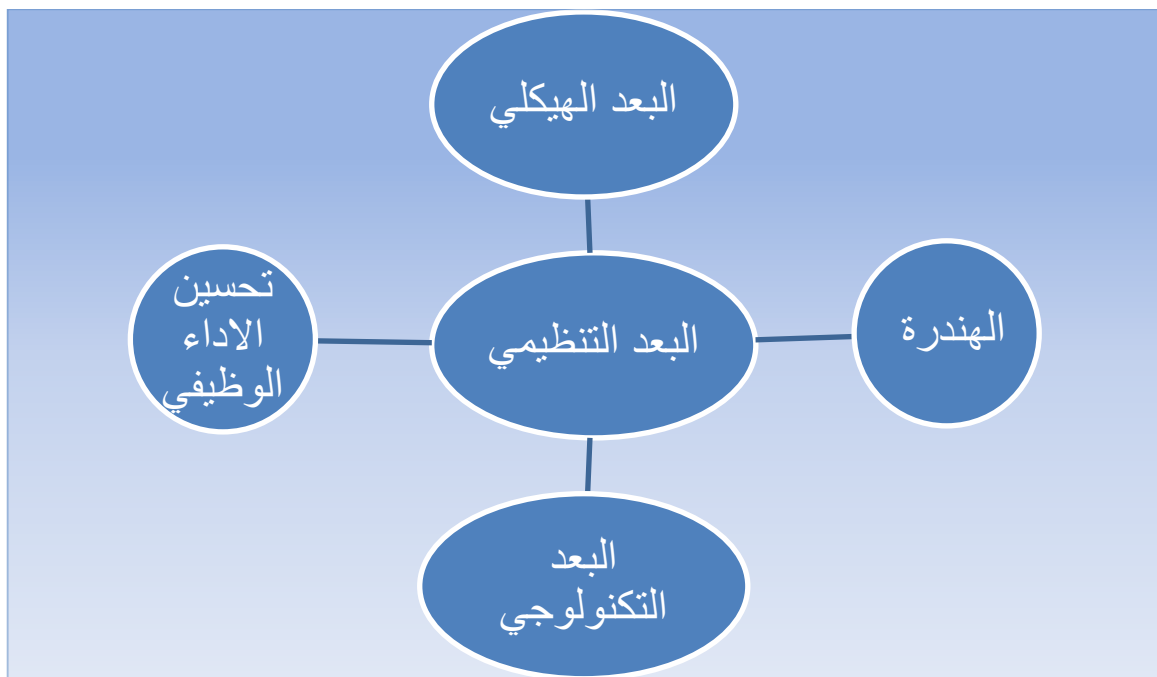 البعد الهيكلي
الهندرة
البعد التنظيمي
تحسين
الاداء
الوظيفي
البعد
التكنولوجي